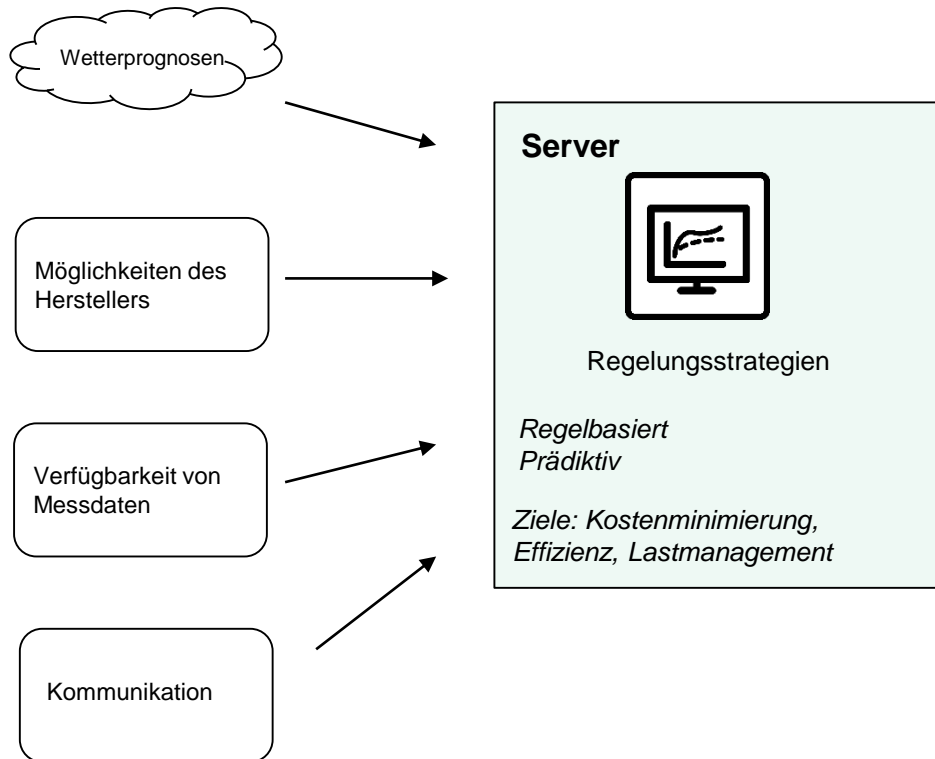 Wetterprognosen
Möglichkeiten des
Herstellers
Verfügbarkeit von
Messdaten
Kommunikation
Server
Regelungsstrategien
Regelbasiert
Prädiktiv
Ziele: Kostenminimierung,
Effizienz, Lastmanagement